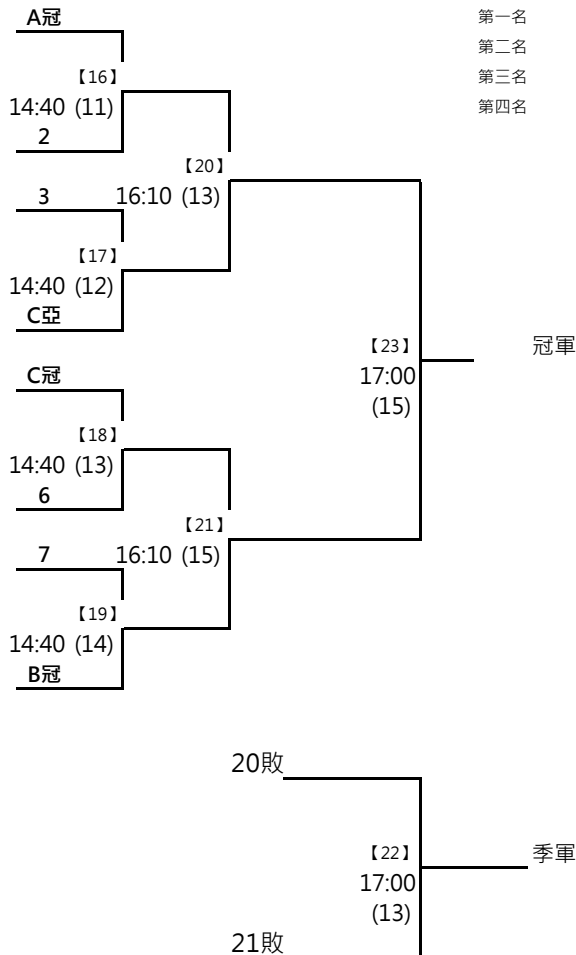 A冠
第一名
第二名
【16】
第三名
14:40 (11)
第四名
2
【20】
3
16:10 (13)
【17】
14:40 (12)
C亞
【23】
冠軍
C冠
17:00
(15)
【18】
14:40 (13)
6
【21】
7
16:10 (15)
【19】
14:40 (14)
B冠
20敗
【22】
季軍
17:00
(13)
21敗